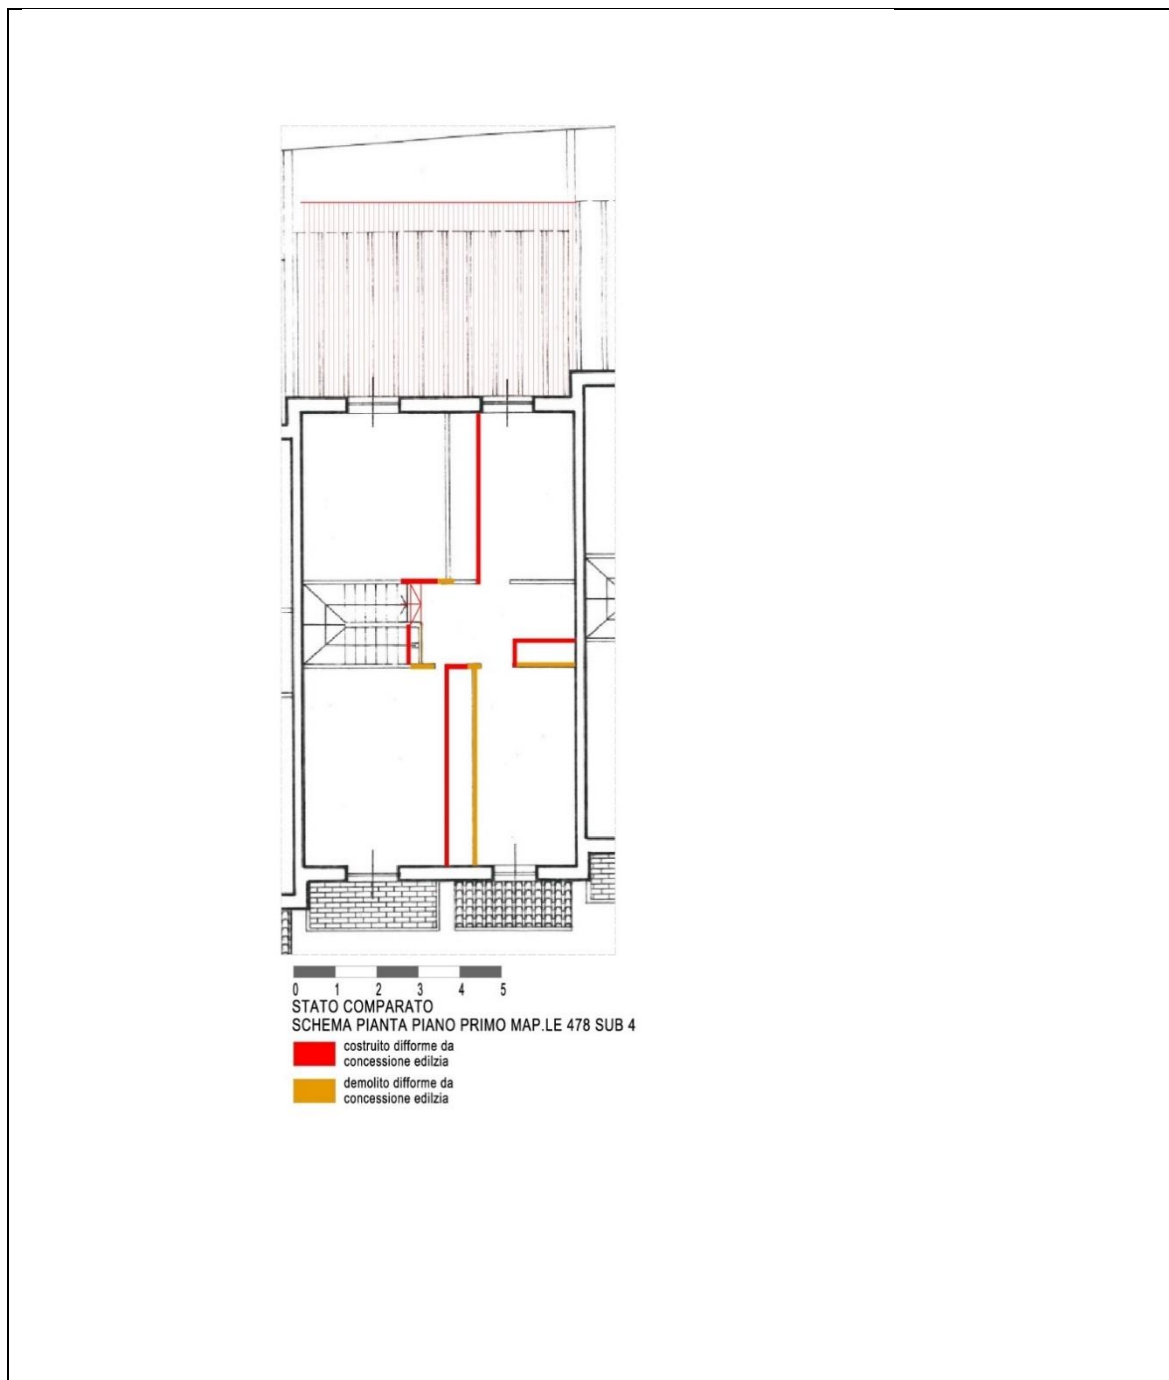 0 1 2 3 4 5
STATO COMPARATO
SCHEMA PIANTA PIANO PRIMO MAP.LE 478 SUB 4
costruito difforme da
concessione edilzia
demolito difforme da
concessione edilzia